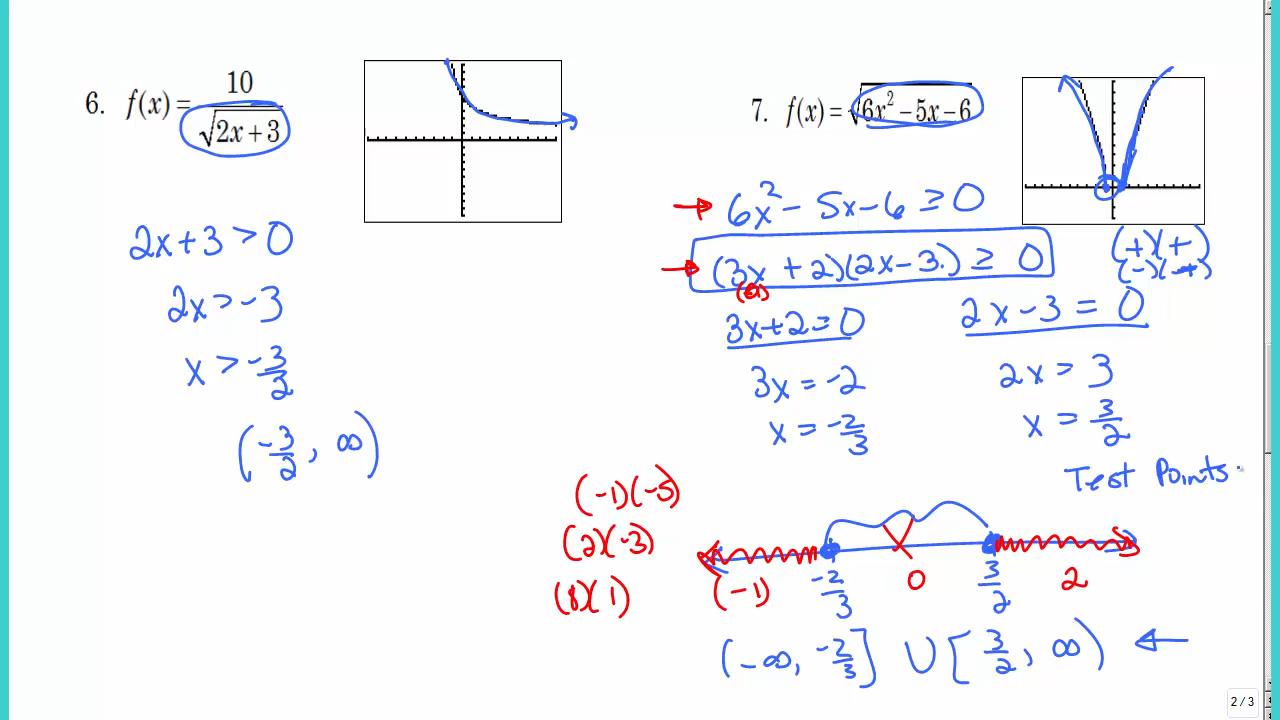 6. f(x) = 10 / √(2x + 3)
2x + 3 > 0
2x > -3
x > -3/2
(-3/2, ∞)
7. f(x) = √(6x² − 5x − 6)
→ 6x² - 5x - 6 ≥ 0
→ (3x + 2)(2x - 3) ≥ 0
(+)(+)
(-)(-)
3x + 2 = 0
2x - 3 = 0
3x = -2
2x = 3
x = -2/3
x = 3/2
Test Points
(-1)(-5)
(2)(-3)
(8)(1)
(-1) -2/3 0 3/2 2
(-∞, -2/3] ∪ [3/2, ∞) ←
2 / 3